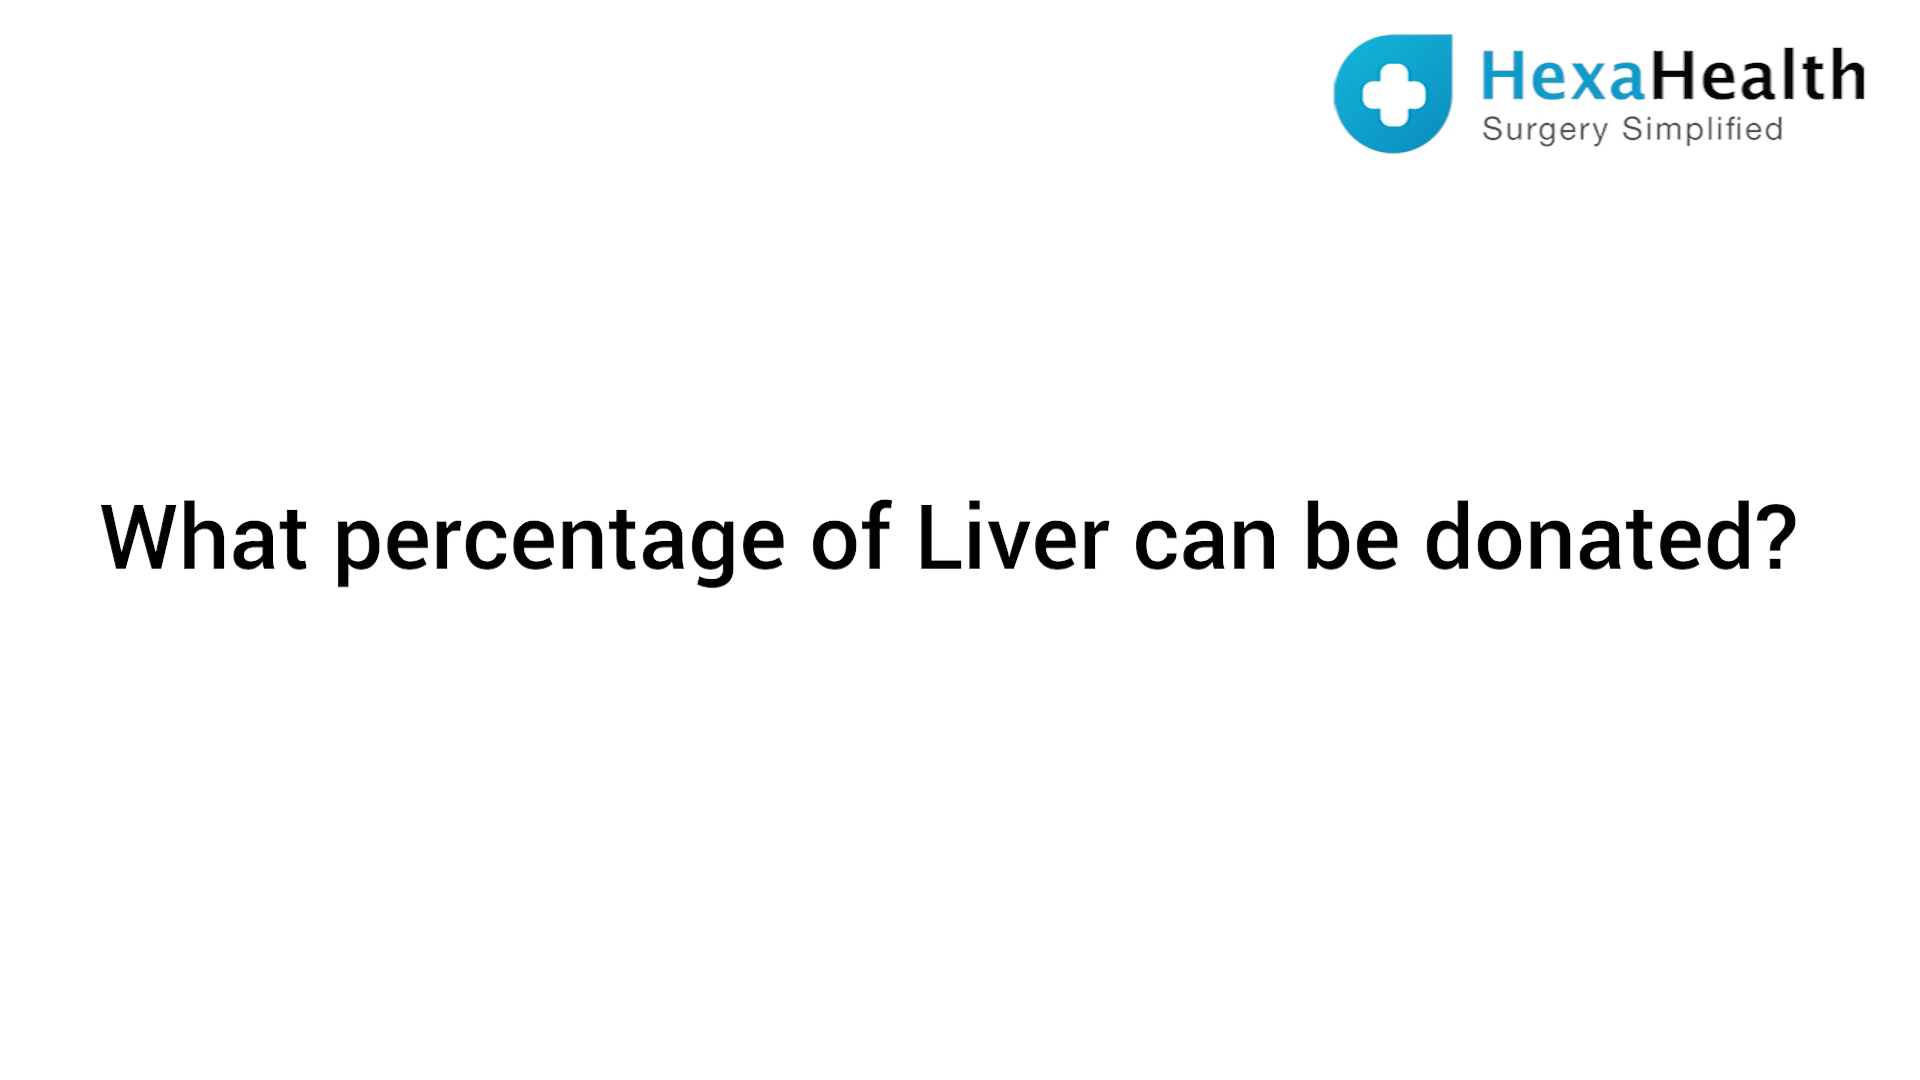 HexaHealth
Surgery Simplified
What percentage of Liver can be donated?